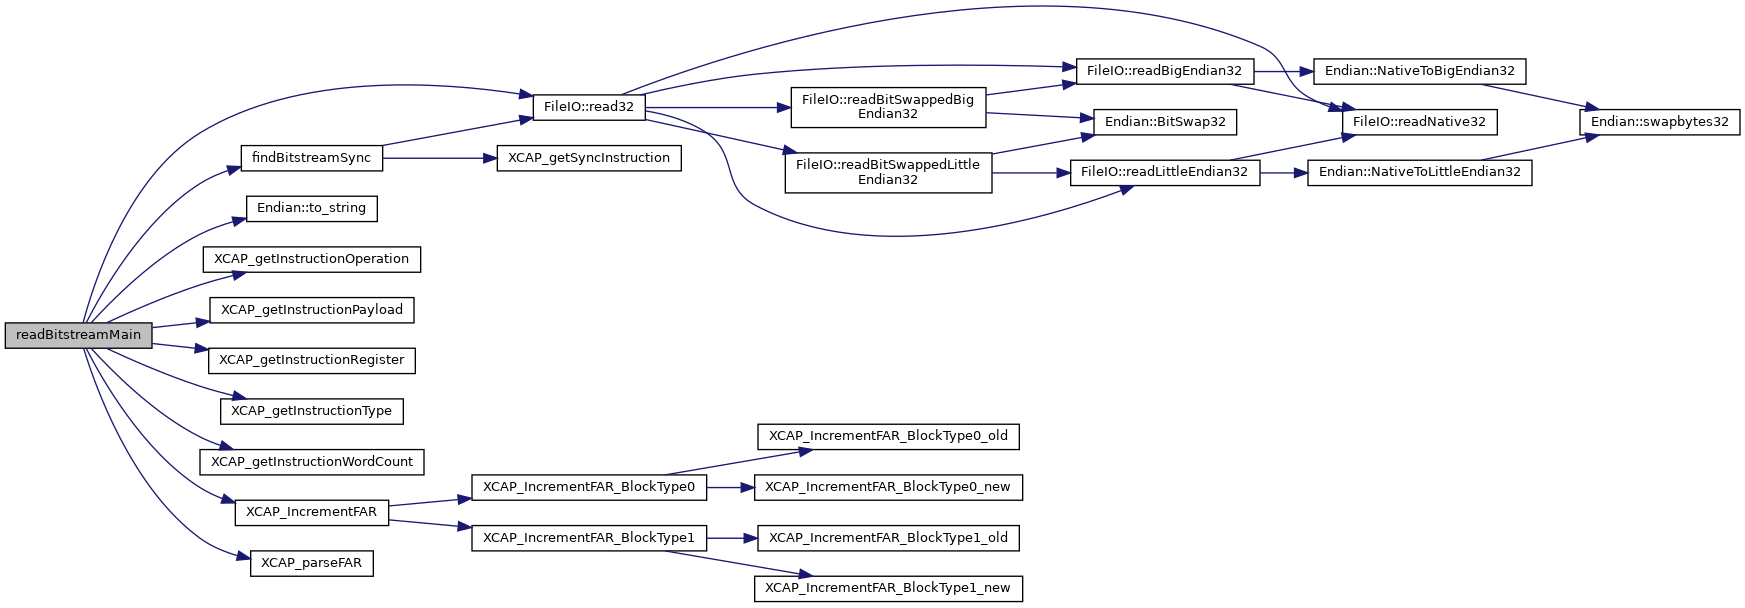 readBitstreamMain
FileIO::read32
findBitstreamSync
XCAP_getSyncInstruction
Endian::to_string
XCAP_getInstructionOperation
XCAP_getInstructionPayload
XCAP_getInstructionRegister
XCAP_getInstructionType
XCAP_getInstructionWordCount
XCAP_IncrementFAR
XCAP_parseFAR
FileIO::readBitSwappedBig
Endian32
FileIO::readBitSwappedLittle
Endian32
FileIO::readBigEndian32
Endian::BitSwap32
FileIO::readLittleEndian32
Endian::NativeToBigEndian32
FileIO::readNative32
Endian::NativeToLittleEndian32
Endian::swapbytes32
XCAP_IncrementFAR_BlockType0
XCAP_IncrementFAR_BlockType1
XCAP_IncrementFAR_BlockType0_old
XCAP_IncrementFAR_BlockType0_new
XCAP_IncrementFAR_BlockType1_old
XCAP_IncrementFAR_BlockType1_new